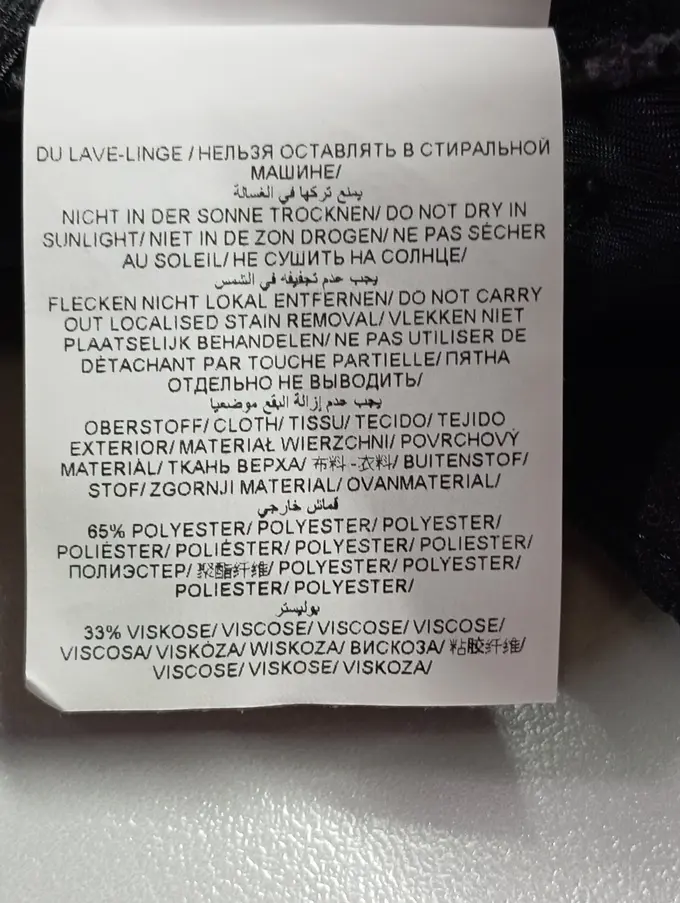 DU LAVE-LINGE / НЕЛЬЗЯ ОСТАВЛЯТЬ В СТИРАЛЬНОЙ
МАШИНЕ/
يمنع تركها في الغسالة
NICHT IN DER SONNE TROCKNEN/ DO NOT DRY IN
SUNLIGHT/ NIET IN DE ZON DROGEN/ NE PAS SÉCHER
AU SOLEIL/ НЕ СУШИТЬ НА СОЛНЦЕ/
يجب عدم تجفيفه في الشمس
FLECKEN NICHT LOKAL ENTFERNEN/ DO NOT CARRY
OUT LOCALISED STAIN REMOVAL/ VLEKKEN NIET
PLAATSELIJK BEHANDELEN/ NE PAS UTILISER DE
DÉTACHANT PAR TOUCHE PARTIELLE/ ПЯТНА
ОТДЕЛЬНО НЕ ВЫВОДИТЬ/
يجب عدم إزالة البقع موضعيا
OBERSTOFF/ CLOTH/ TISSU/ TECIDO/ TEJIDO
EXTERIOR/ MATERIAŁ WIERZCHNI/ POVRCHOVÝ
MATERIÁL/ ТКАНЬ ВЕРХА/ 布料-衣料/ BUITENSTOF/
STOF/ ZGORNJI MATERIAL/ OVANMATERIAL/
قماش خارجي
65% POLYESTER/ POLYESTER/ POLYESTER/
POLIÉSTER/ POLIÉSTER/ POLYESTER/ POLIESTER/
ПОЛИЭСТЕР/ 聚酯纤维/ POLYESTER/ POLYESTER/
POLIESTER/ POLYESTER/
بوليستر
33% VISKOSE/ VISCOSE/ VISCOSE/ VISCOSE/
VISCOSA/ VISKÓZA/ WISKOZA/ ВИСКОЗА/ 粘胶纤维/
VISCOSE/ VISKOSE/ VISKOZA/